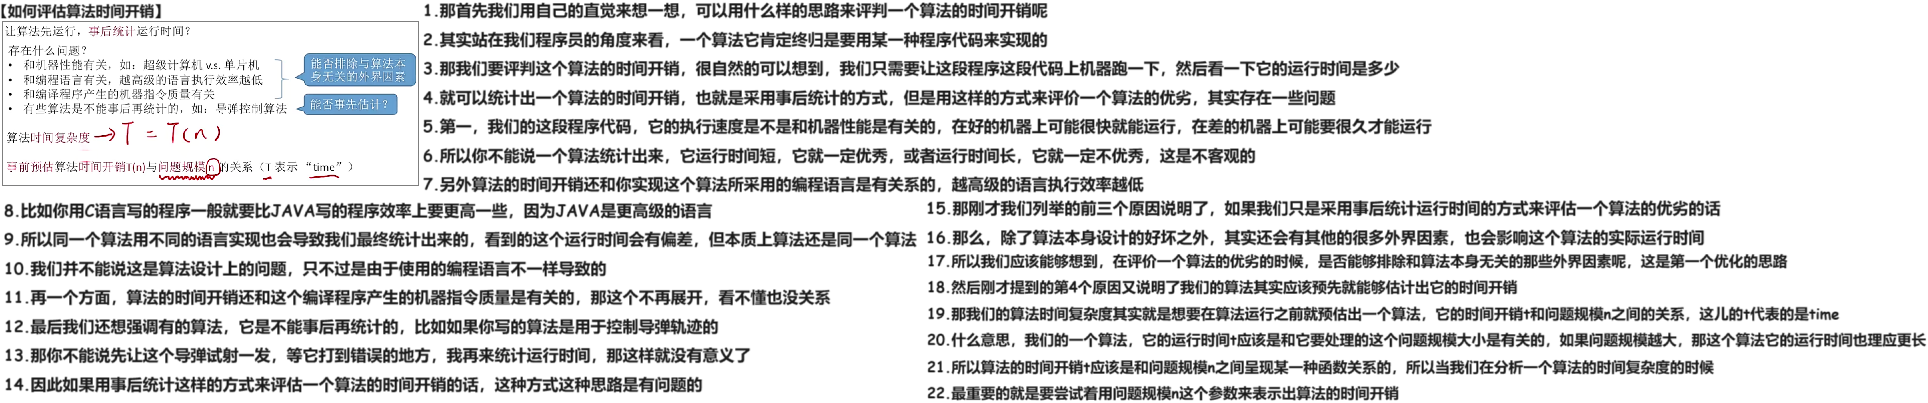 【如何评估算法时间开销】
让算法先运行，事后统计运行时间？
存在什么问题？
• 和机器性能有关，如：超级计算机 v.s. 单片机
• 和编程语言有关，越高级的语言执行效率越低
• 和编译程序产生的机器指令质量有关
• 有些算法是不能事后再统计的，如：导弹控制算法
能否排除与算法本身无关的外界因素
能否事先估计？
算法时间复杂度 → T = T(n)
事前预估算法时间开销T(n)与问题规模n的关系（T 表示 “time”）
1.那首先我们用自己的直觉来想一想，可以用什么样的思路来评判一个算法的时间开销呢
2.其实站在我们程序员的角度来看，一个算法它肯定终归是要用某一种程序代码来实现的
3.那我们要评判这个算法的时间开销，很自然的可以想到，我们只需要让这段程序这段代码上机器跑一下，然后看一下它的运行时间是多少
4.就可以统计出一个算法的时间开销，也就是采用事后统计的方式，但是用这样的方式来评价一个算法的优劣，其实存在一些问题
5.第一，我们的这段程序代码，它的执行速度是不是和机器性能是有关的，在好的机器上可能很快就能运行，在差的机器上可能要很久才能运行
6.所以你不能说一个算法统计出来，它运行时间短，它就一定优秀，或者运行时间长，它就一定不优秀，这是不客观的
7.另外算法的时间开销还和你实现这个算法所采用的编程语言是有关系的，越高级的语言执行效率越低
8.比如你用C语言写的程序一般就要比JAVA写的程序效率上要更高一些，因为JAVA是更高级的语言
9.所以同一个算法用不同的语言实现也会导致我们最终统计出来的，看到的这个运行时间会有偏差，但本质上算法还是同一个算法
10.我们并不能说这是算法设计上的问题，只不过是由于使用的编程语言不一样导致的
11.再一个方面，算法的时间开销还和这个编译程序产生的机器指令质量是有关的，那这个不再展开，看不懂也没关系
12.最后我们还想强调有的算法，它是不能事后再统计的，比如如果你写的算法是用于控制导弹轨迹的
13.那你不能说先让这个导弹试射一发，等它打到错误的地方，我再来统计运行时间，那这样就没有意义了
14.因此如果用事后统计这样的方式来评估一个算法的时间开销的话，这种方式这种思路是有问题的
15.那刚才我们列举的前三个原因说明了，如果我们只是采用事后统计运行时间的方式来评估一个算法的优劣的话
16.那么，除了算法本身设计的好坏之外，其实还会有其他的很多外界因素，也会影响这个算法的实际运行时间
17.所以我们应该能够想到，在评价一个算法的优劣的时候，是否能够排除和算法本身无关的那些外界因素呢，这是第一个优化的思路
18.然后刚才提到的第4个原因又说明了我们的算法其实应该预先就能够估计出它的时间开销
19.那我们的算法时间复杂度其实就是想要在算法运行之前就预估出一个算法，它的时间开销t和问题规模n之间的关系，这儿的t代表的是time
20.什么意思，我们的一个算法，它的运行时间t应该是和它要处理的这个问题规模大小是有关的，如果问题规模越大，那这个算法它的运行时间也理应更长
21.所以算法的时间开销t应该是和问题规模n之间呈现某一种函数关系的，所以当我们在分析一个算法的时间复杂度的时候
22.最重要的就是要尝试着用问题规模n这个参数来表示出算法的时间开销